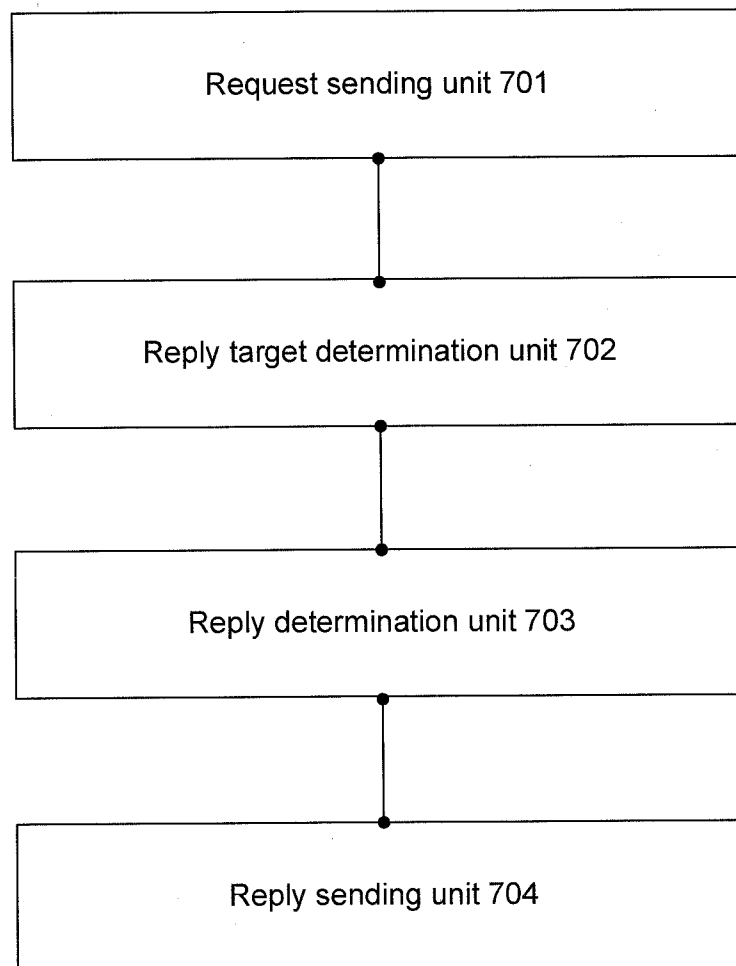 Request sending unit 701
Reply target determination unit 702
Reply determination unit 703
Reply sending unit 704